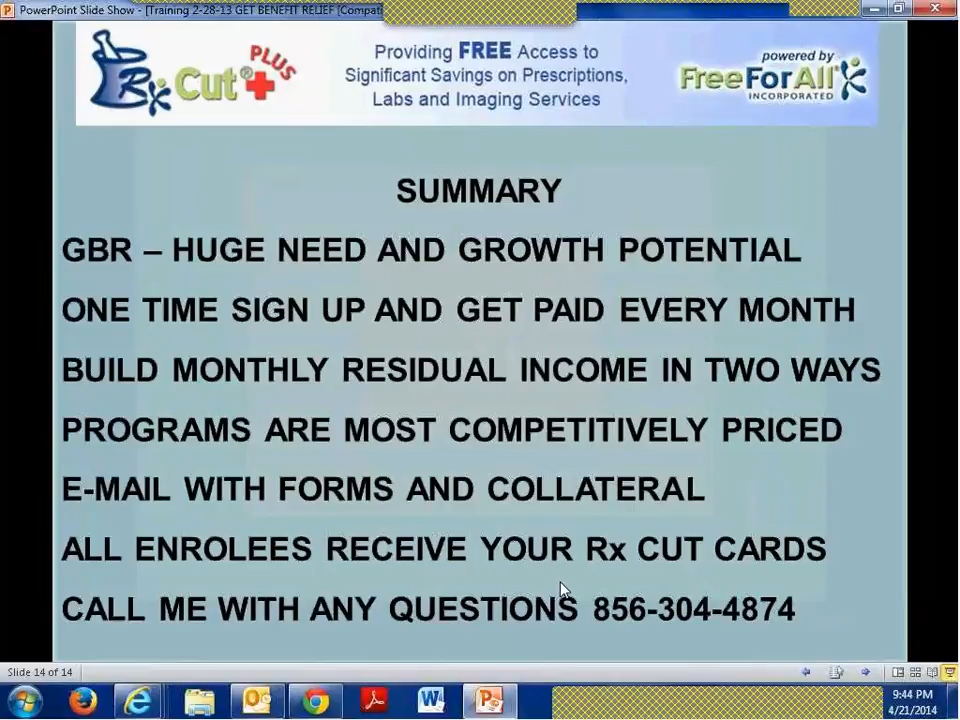 PowerPoint Slide Show - [Training 2-28-13 GET BENEFIT RELIEF [Compati
Rx Cut® PLUS
Providing FREE Access to
Significant Savings on Prescriptions,
Labs and Imaging Services
powered by
FreeForAll
INCORPORATED
SUMMARY
GBR – HUGE NEED AND GROWTH POTENTIAL
ONE TIME SIGN UP AND GET PAID EVERY MONTH
BUILD MONTHLY RESIDUAL INCOME IN TWO WAYS
PROGRAMS ARE MOST COMPETITIVELY PRICED
E-MAIL WITH FORMS AND COLLATERAL
ALL ENROLEES RECEIVE YOUR Rx CUT CARDS
CALL ME WITH ANY QUESTIONS 856-304-4874
Slide 14 of 14
9:44 PM
4/21/2014